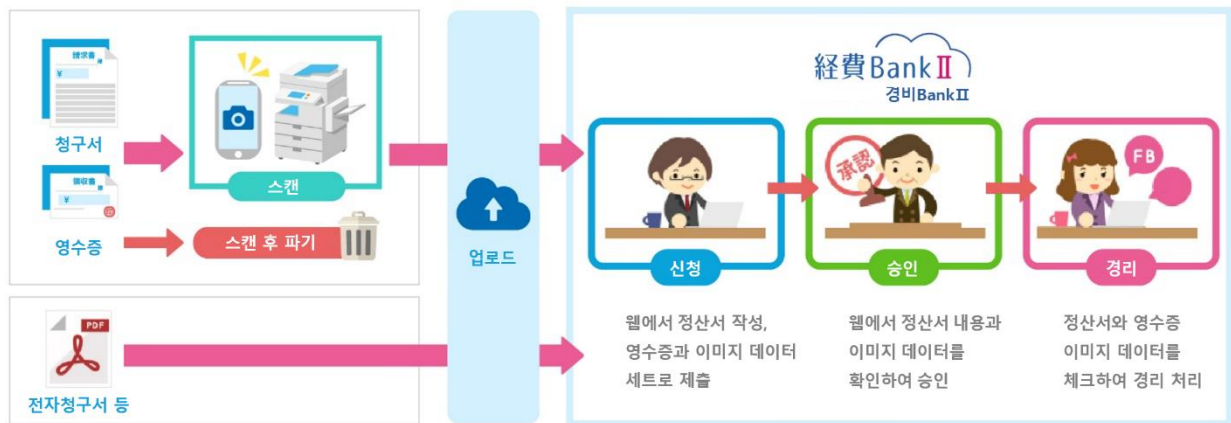 請求書
¥
청구서
領収書
¥
영수증
스캔
스캔 후 파기
PDF
전자청구서 등
업로드
経費BankⅡ
경비BankⅡ
承認
FB
신청
승인
경리
웹에서 정산서 작성,
영수증과 이미지 데이터
세트로 제출
웹에서 정산서 내용과
이미지 데이터를
확인하여 승인
정산서와 영수증
이미지 데이터를
체크하여 경리 처리